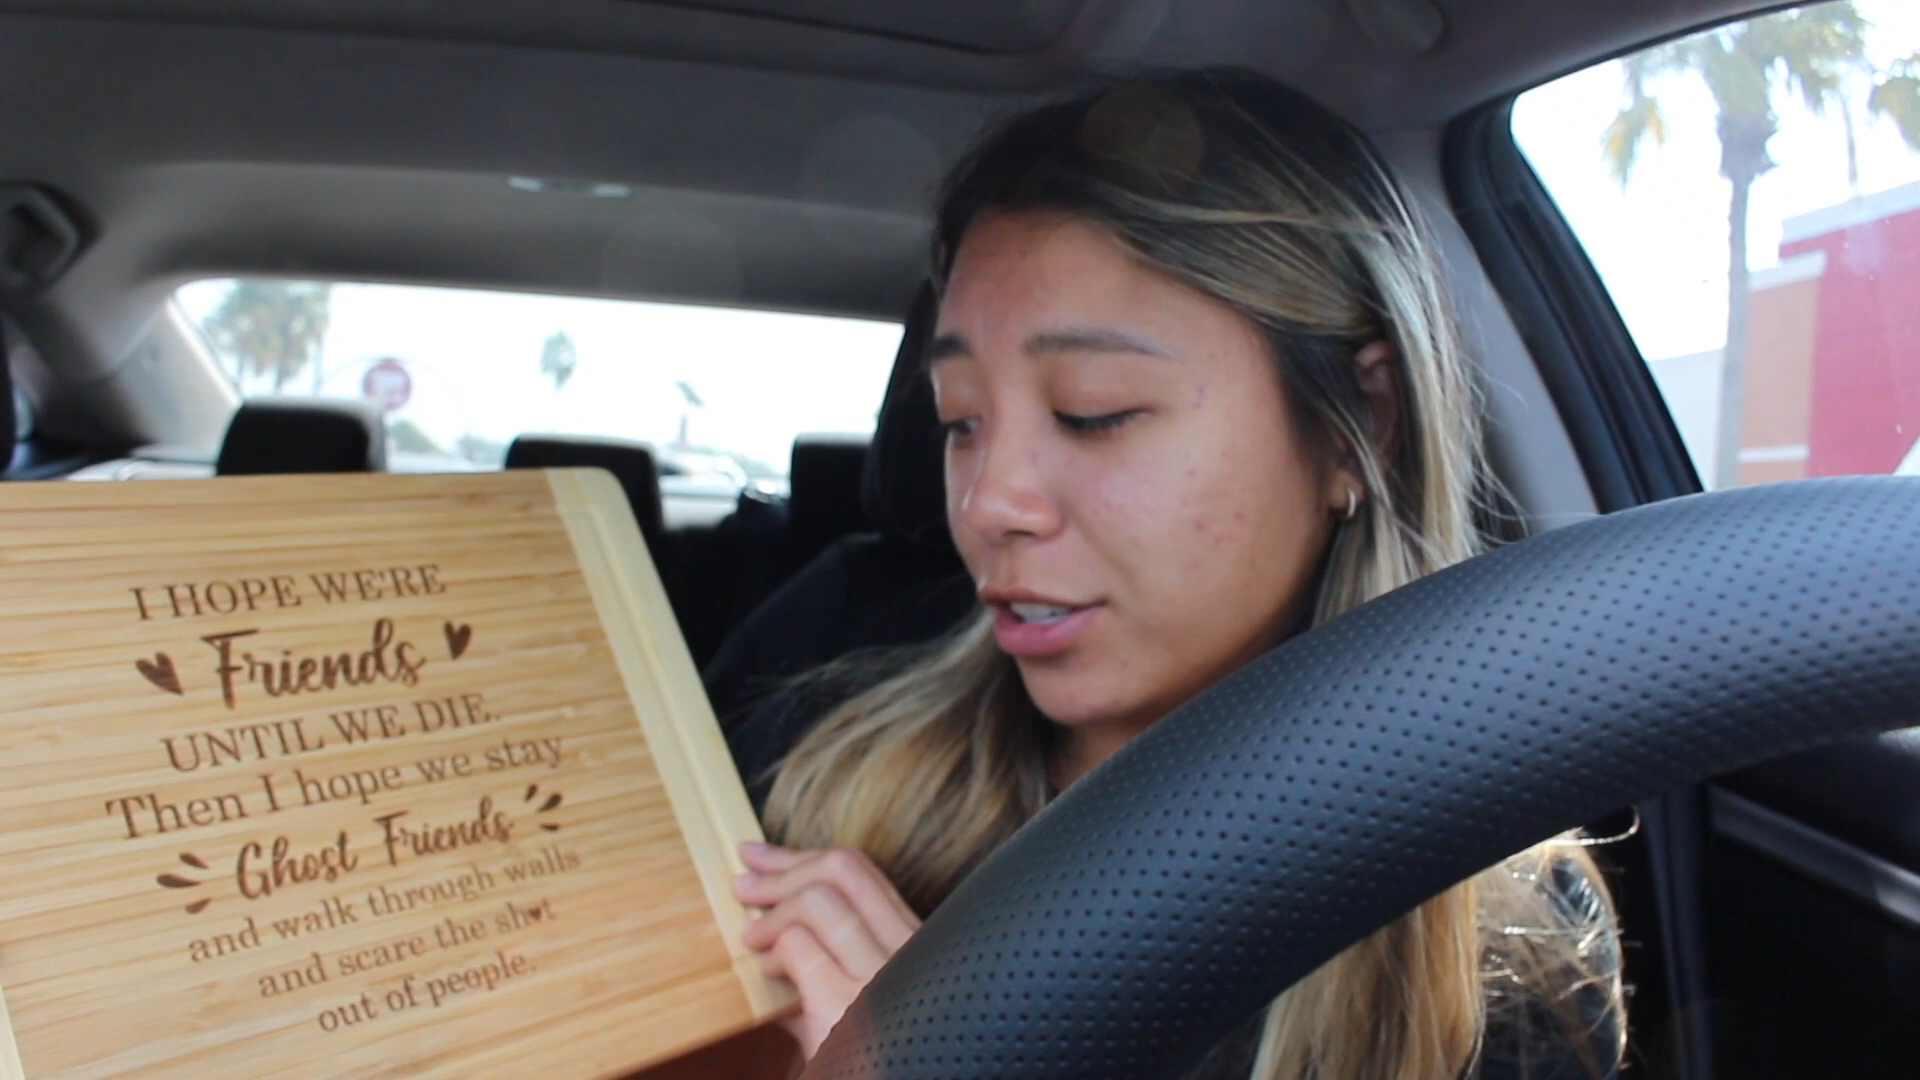 I HOPE WE'RE
Friends
UNTIL WE DIE.
Then I hope we stay
Ghost Friends
and walk through walls
and scare the sh♥t
out of people.